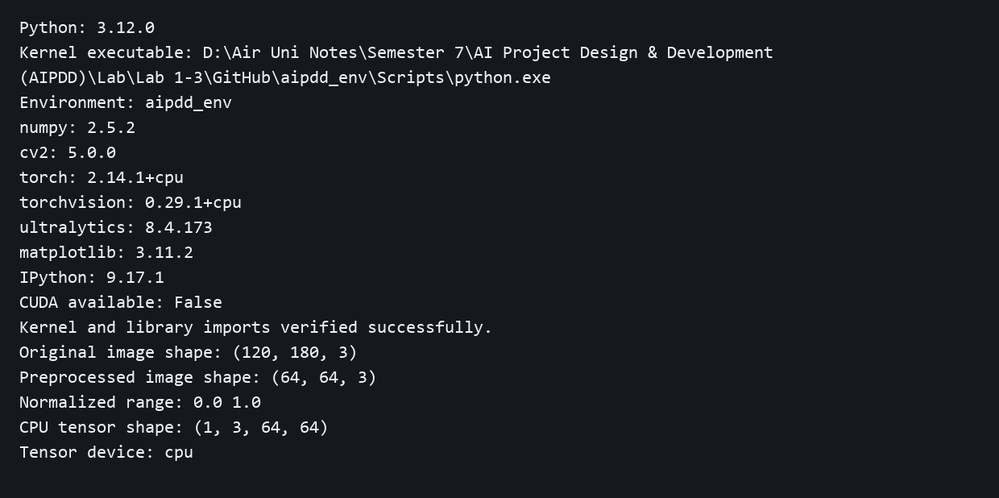 Python: 3.12.0
Kernel executable: D:\Air Uni Notes\Semester 7\AI Project Design & Development
(AIPDD)\Lab\Lab 1-3\GitHub\aipdd_env\Scripts\python.exe
Environment: aipdd_env
numpy: 2.5.2
cv2: 5.0.0
torch: 2.14.1+cpu
torchvision: 0.29.1+cpu
ultralytics: 8.4.173
matplotlib: 3.11.2
IPython: 9.17.1
CUDA available: False
Kernel and library imports verified successfully.
Original image shape: (120, 180, 3)
Preprocessed image shape: (64, 64, 3)
Normalized range: 0.0 1.0
CPU tensor shape: (1, 3, 64, 64)
Tensor device: cpu